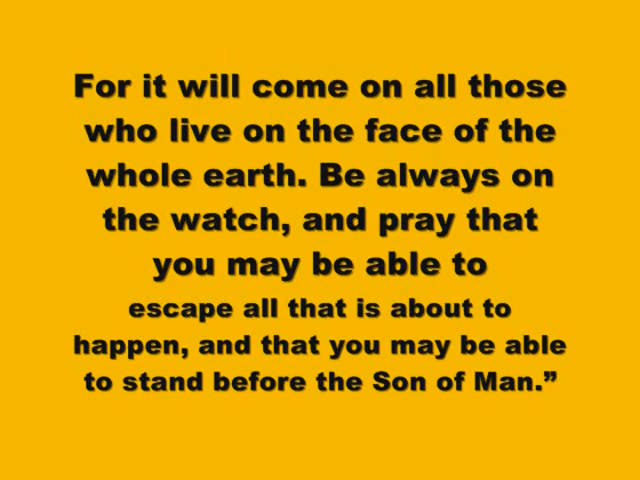 For it will come on all those
who live on the face of the
whole earth. Be always on
the watch, and pray that
you may be able to
escape all that is about to
happen, and that you may be able
to stand before the Son of Man.”